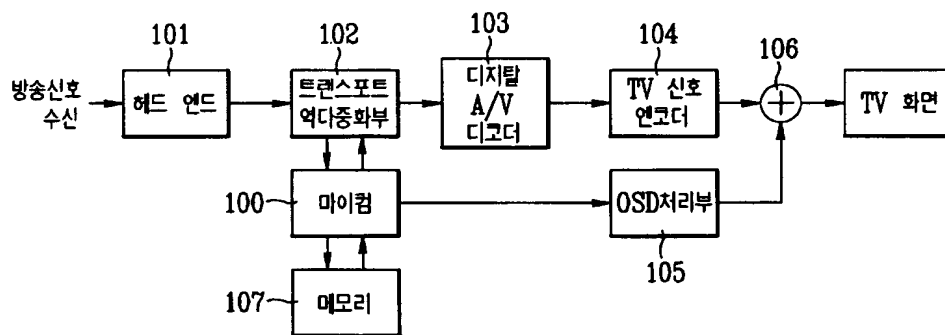 101
102
103
104
106
방송신호
수신
헤드 엔드
트랜스포트
역다중화부
디지탈
A/V
디코더
TV 신호
엔코더
TV 화면
100
마이컴
OSD처리부
105
107
메모리